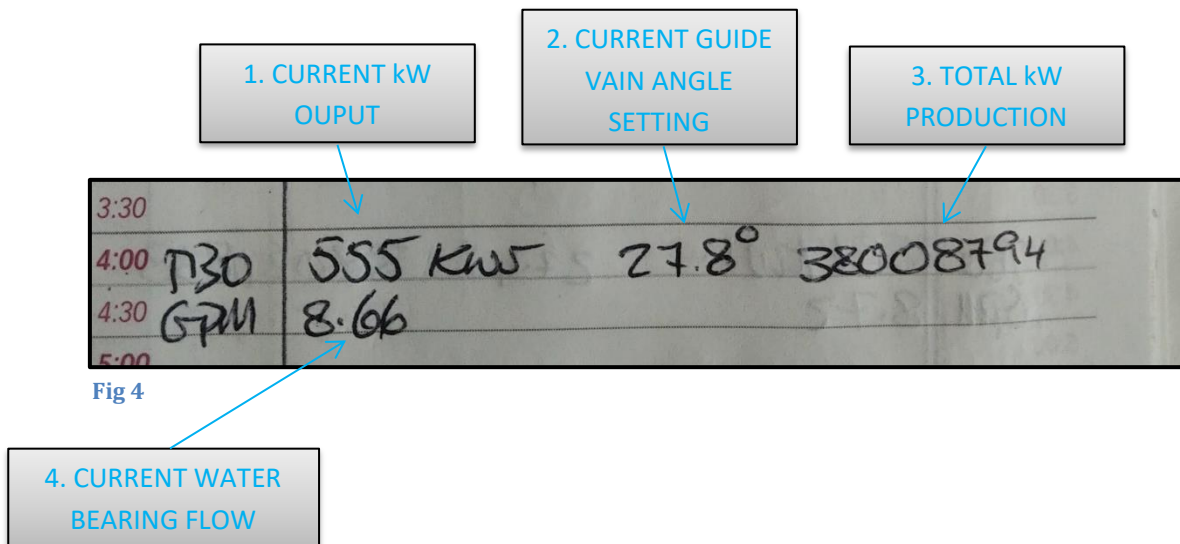 1. CURRENT kW
OUPUT
2. CURRENT GUIDE
VAIN ANGLE
SETTING
3. TOTAL kW
PRODUCTION
3:30
4:00 555 KW 27.8° 38008794
4:30 GPM 8.66
5:00
Fig 4
4. CURRENT WATER
BEARING FLOW